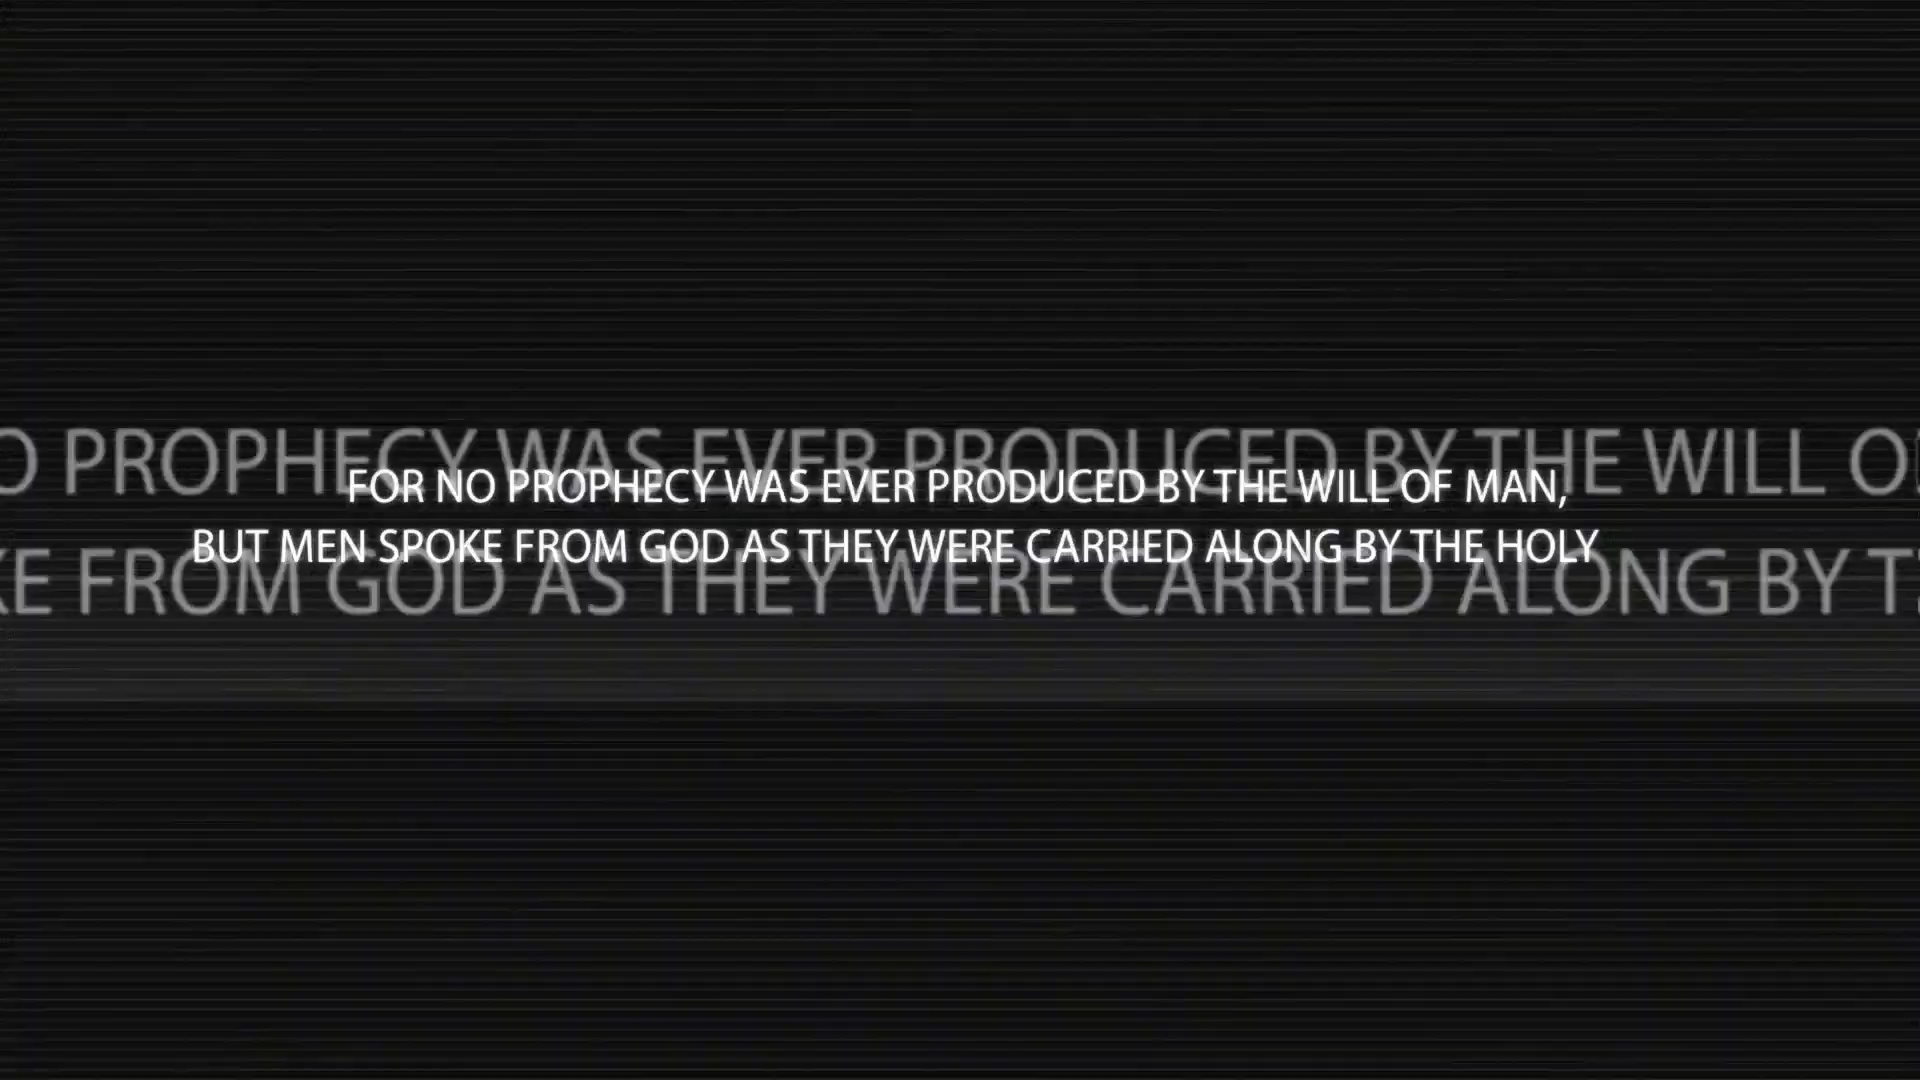 O PROPHECY WAS EVER PRODUCED BY THE WILL O
FOR NO PROPHECY WAS EVER PRODUCED BY THE WILL OF MAN,
BUT MEN SPOKE FROM GOD AS THEY WERE CARRIED ALONG BY THE HOLY
KE FROM GOD AS THEY WERE CARRIED ALONG BY T